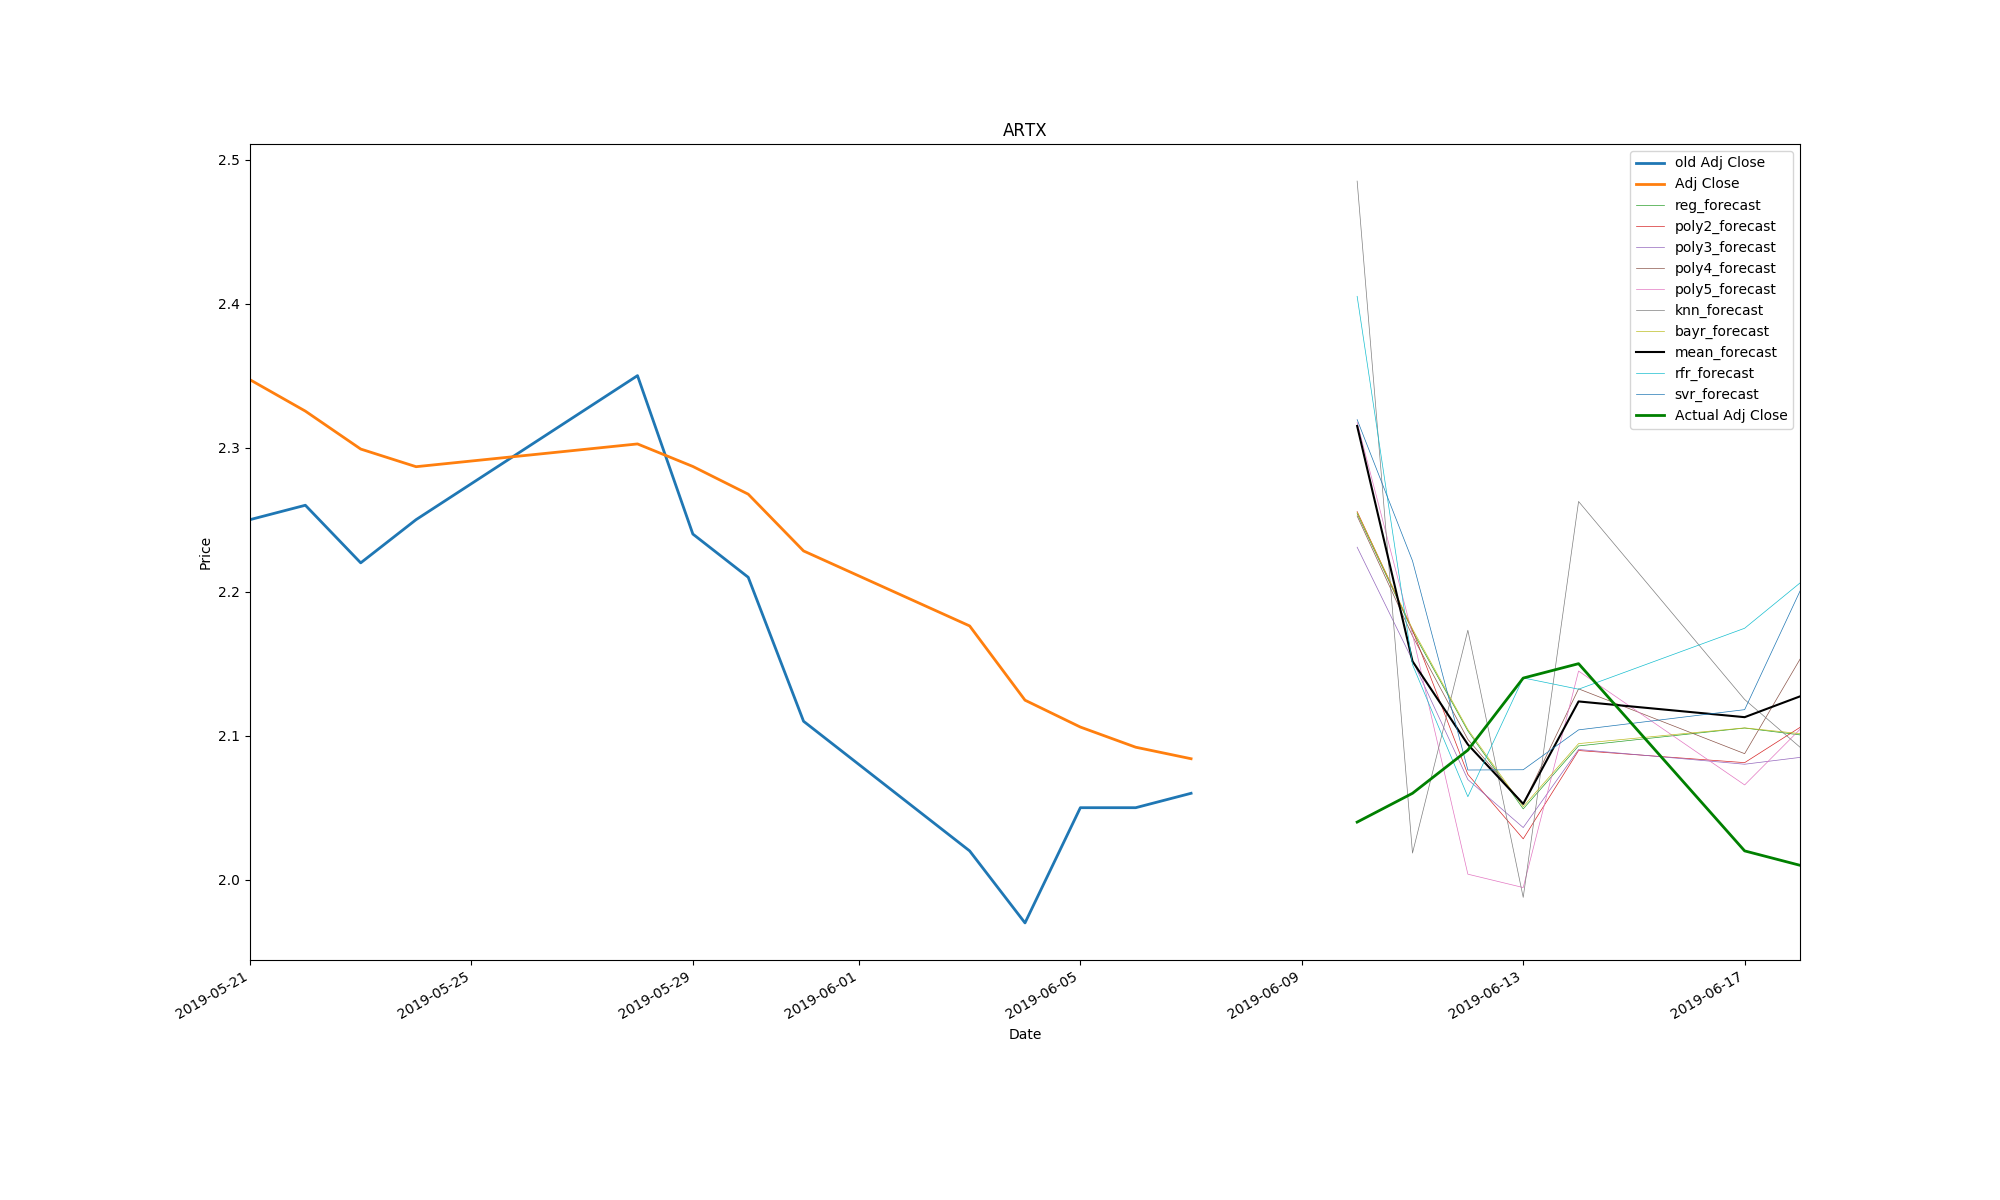 ARTX
2.5
2.4
2.3
2.2
2.1
2.0
Price
old Adj Close
Adj Close
reg_forecast
poly2_forecast
poly3_forecast
poly4_forecast
poly5_forecast
knn_forecast
bayr_forecast
mean_forecast
rfr_forecast
svr_forecast
Actual Adj Close
2019-05-21
2019-05-25
2019-05-29
2019-06-01
2019-06-05
2019-06-09
2019-06-13
2019-06-17
Date